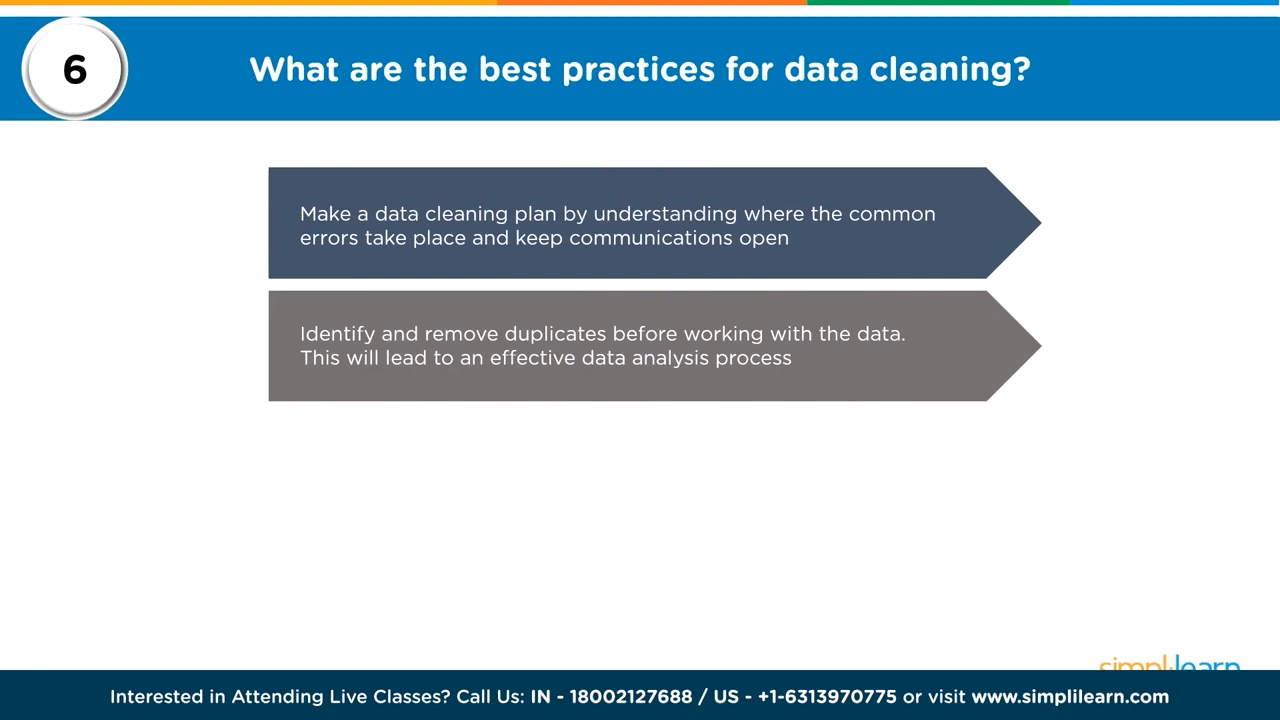 6
What are the best practices for data cleaning?
Make a data cleaning plan by understanding where the common
errors take place and keep communications open
Identify and remove duplicates before working with the data.
This will lead to an effective data analysis process
simplilearn
Interested in Attending Live Classes? Call Us: IN - 18002127688 / US - +1-6313970775 or visit www.simplilearn.com